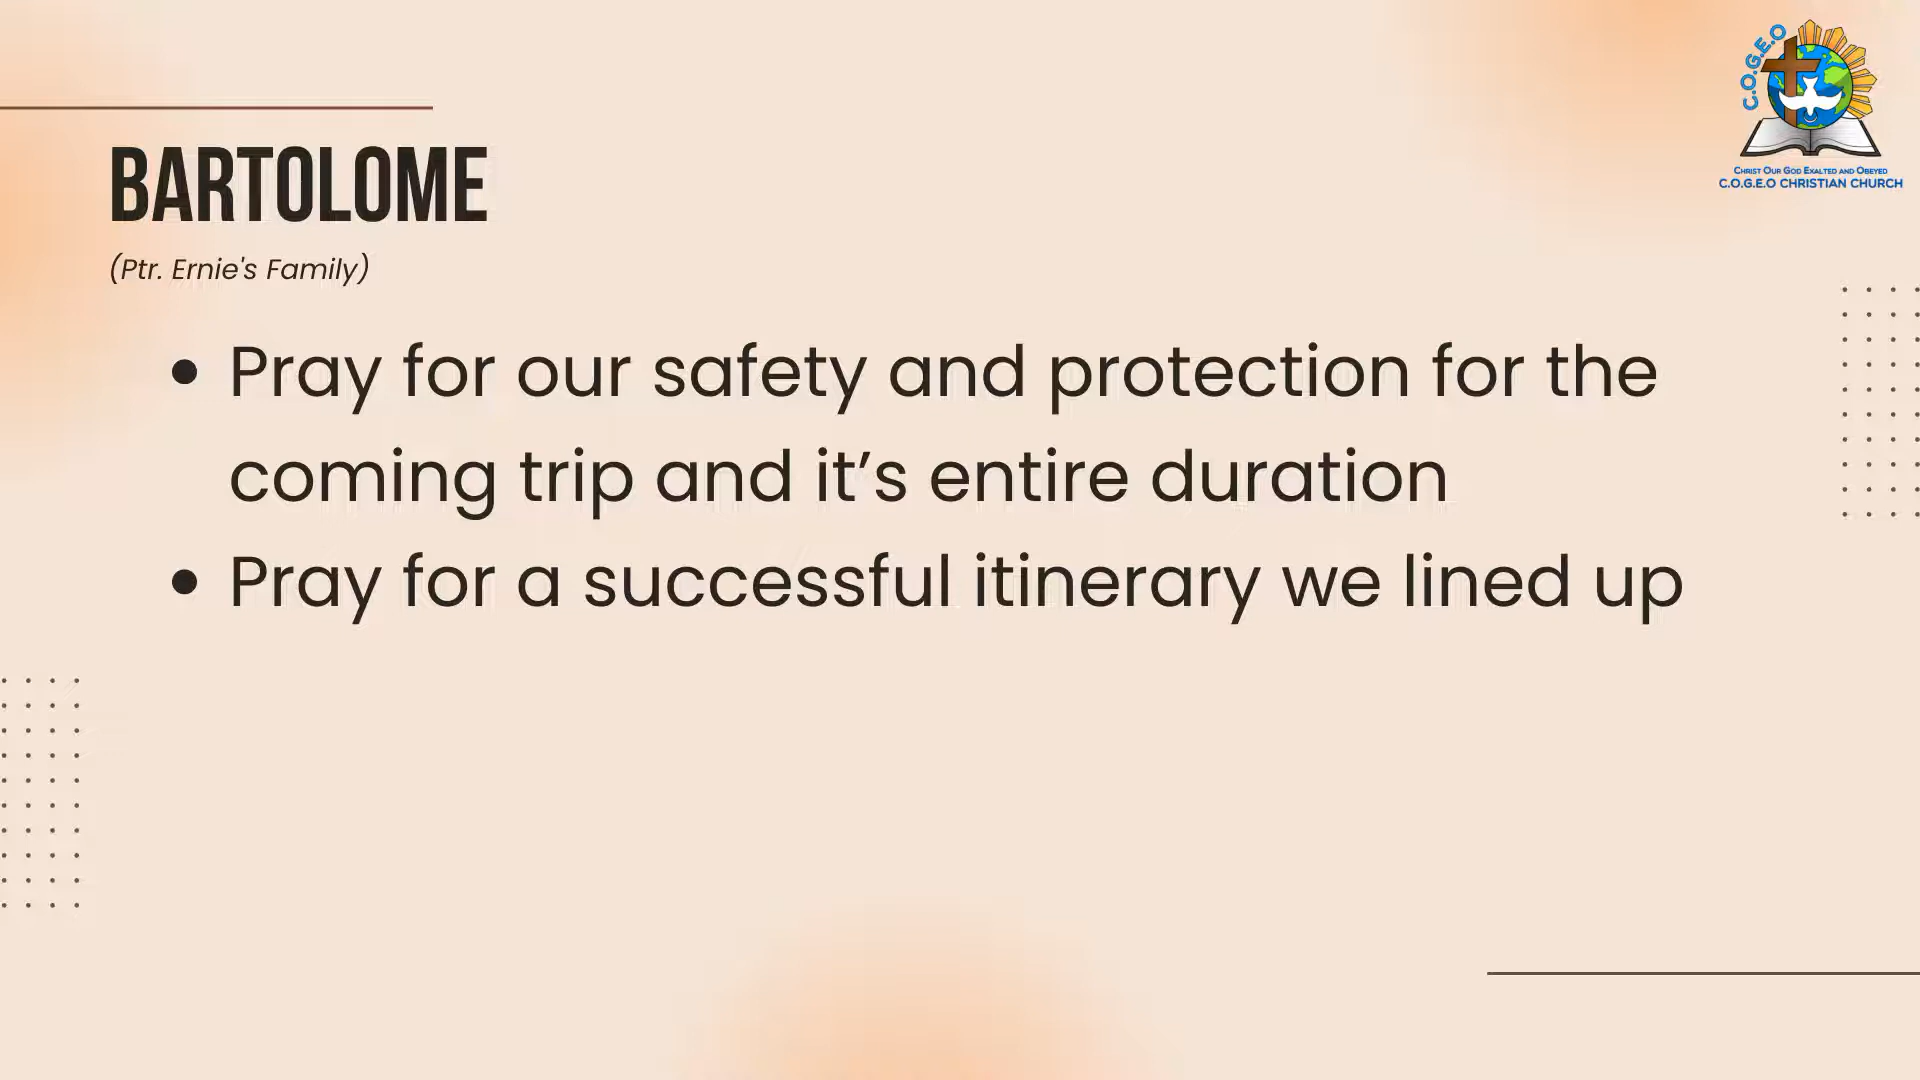 C.O.G.E.O
CHRIST OUR GOD EXALTED AND OBEYED
C.O.G.E.O CHRISTIAN CHURCH
BARTOLOME
(Ptr. Ernie's Family)
• Pray for our safety and protection for the
coming trip and it’s entire duration
• Pray for a successful itinerary we lined up